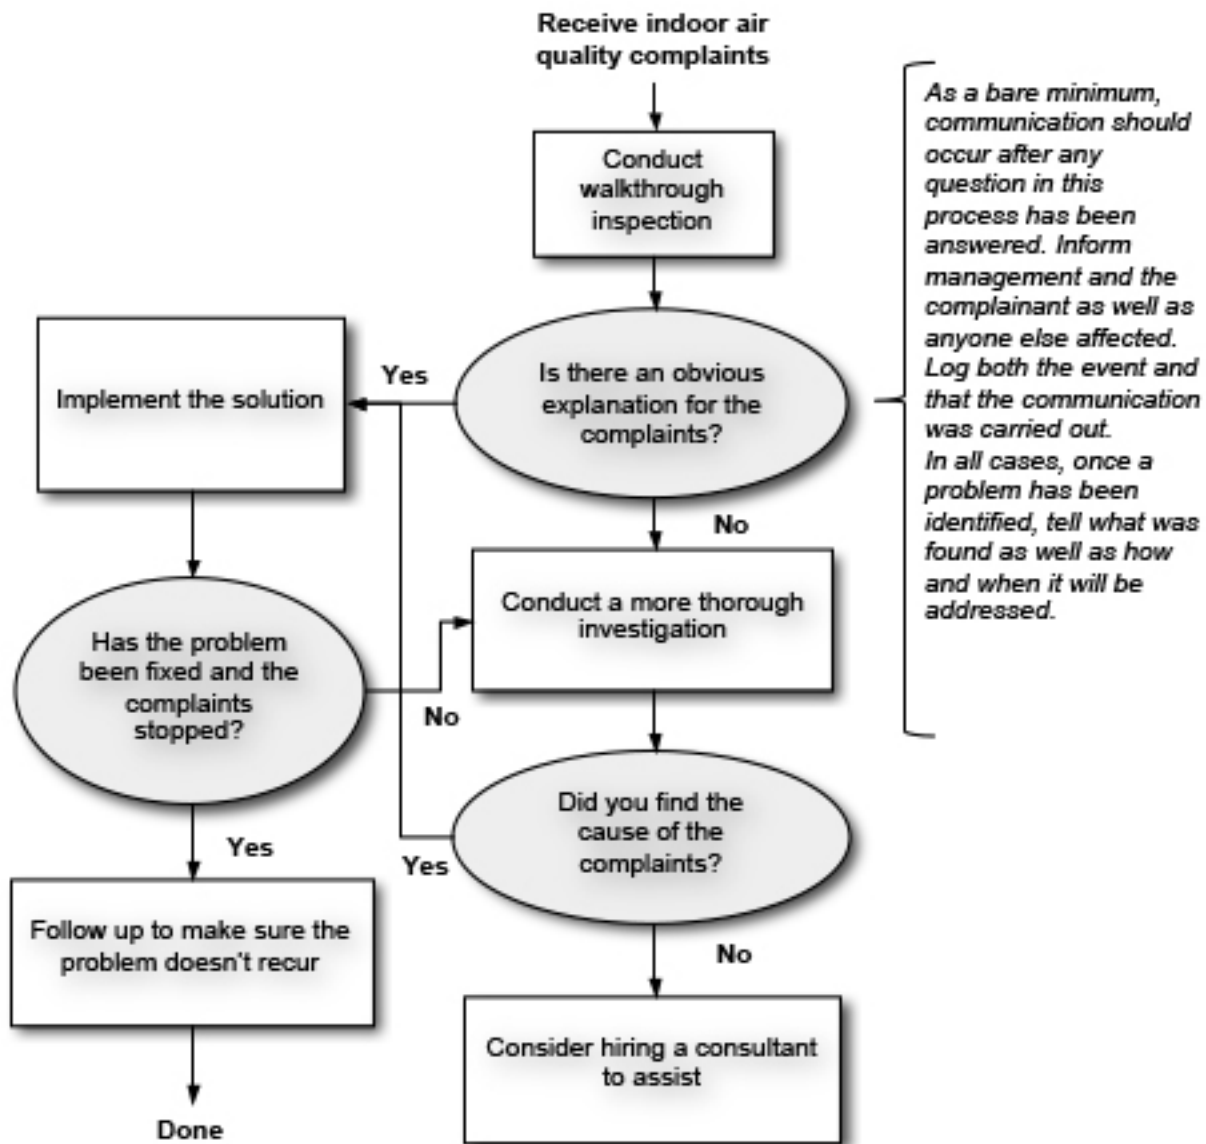 Receive indoor air
quality complaints
Conduct
walkthrough
inspection
As a bare minimum,
communication should
occur after any
question in this
process has been
answered. Inform
management and the
complainant as well as
anyone else affected.
Log both the event and
that the communication
was carried out.
In all cases, once a
problem has been
identified, tell what was
found as well as how
and when it will be
addressed.
Is there an obvious
explanation for the
complaints?
Yes
Implement the solution
No
Conduct a more thorough
investigation
Has the problem
been fixed and the
complaints
stopped?
No
Did you find the
cause of the
complaints?
Yes
Yes
Follow up to make sure the
problem doesn't recur
No
Consider hiring a consultant
to assist
Done